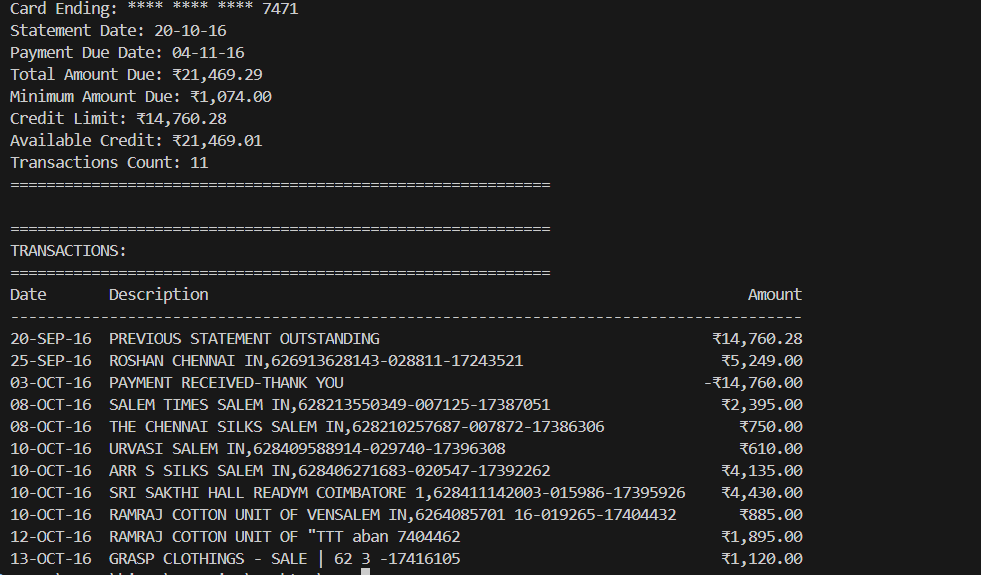 Card Ending: **** **** **** 7471
Statement Date: 20-10-16
Payment Due Date: 04-11-16
Total Amount Due: ₹21,469.29
Minimum Amount Due: ₹1,074.00
Credit Limit: ₹14,760.28
Available Credit: ₹21,469.01
Transactions Count: 11
============================================================
============================================================
TRANSACTIONS:
============================================================
Date Description Amount
----------------------------------------------------------------------------------------
20-SEP-16 PREVIOUS STATEMENT OUTSTANDING ₹14,760.28
25-SEP-16 ROSHAN CHENNAI IN,626913628143-028811-17243521 ₹5,249.00
03-OCT-16 PAYMENT RECEIVED-THANK YOU -₹14,760.00
08-OCT-16 SALEM TIMES SALEM IN,628213550349-007125-17387051 ₹2,395.00
08-OCT-16 THE CHENNAI SILKS SALEM IN,628210257687-007872-17386306 ₹750.00
10-OCT-16 URVASI SALEM IN,628409588914-029740-17396308 ₹610.00
10-OCT-16 ARR S SILKS SALEM IN,628406271683-020547-17392262 ₹4,135.00
10-OCT-16 SRI SAKTHI HALL READYM COIMBATORE 1,628411142003-015986-17395926 ₹4,430.00
10-OCT-16 RAMRAJ COTTON UNIT OF VENSALEM IN,6264085701 16-019265-17404432 ₹885.00
12-OCT-16 RAMRAJ COTTON UNIT OF "TTT aban 7404462 ₹1,895.00
13-OCT-16 GRASP CLOTHINGS - SALE | 62 3 -17416105 ₹1,120.00